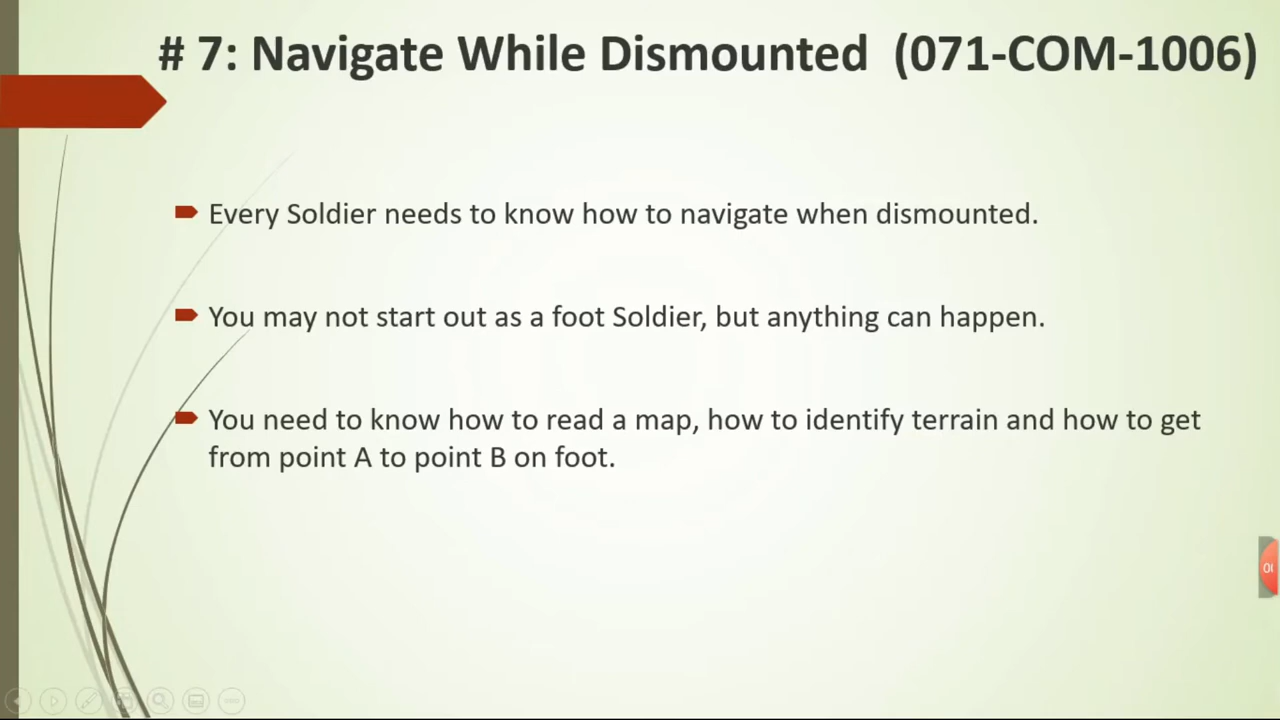 # 7: Navigate While Dismounted (071-COM-1006)
Every Soldier needs to know how to navigate when dismounted.
You may not start out as a foot Soldier, but anything can happen.
You need to know how to read a map, how to identify terrain and how to get
from point A to point B on foot.